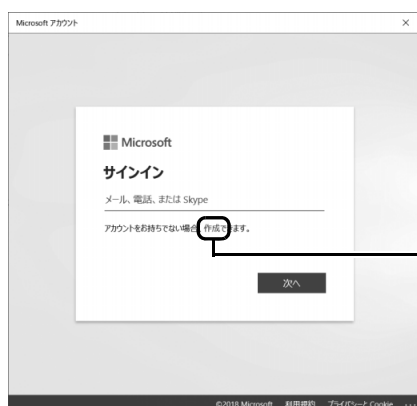 Microsoft アカウント
Microsoft
サインイン
メール、電話、または Skype
アカウントをお持ちでない場合、作成できます。
次へ
©2018 Microsoft 利用規約 プライバシーと Cookie ...